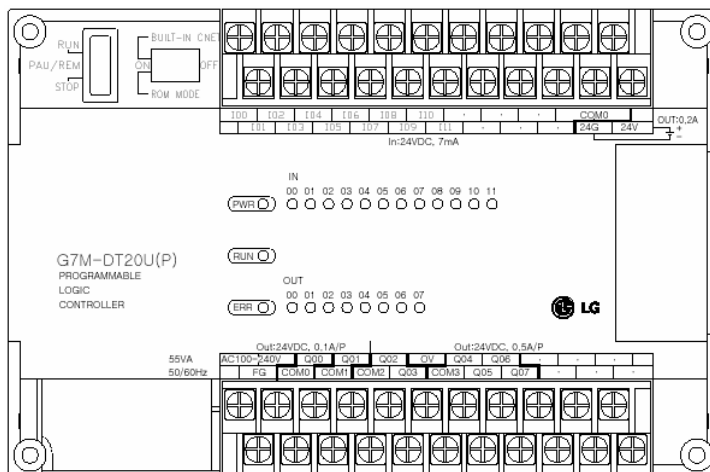 RUN
PAU/REM
STOP
BUILT-IN CNET
ON OFF
ROM MODE
I00 I02 I04 I06 I08 I10 · · · COM0
I01 I03 I05 I07 I09 I11 · · · 24G 24V
OUT:0,2A
+
-
In:24VDC, 7mA
IN
00 01 02 03 04 05 06 07 08 09 10 11
PWR
RUN
OUT
00 01 02 03 04 05 06 07
ERR
G7M-DT20U(P)
PROGRAMMABLE
LOGIC
CONTROLLER
LG
Out:24VDC, 0,1A/P Out:24VDC, 0,5A/P
55VA AC100-240V Q00 Q01 Q02 0V Q04 Q06 · · ·
50/60Hz FG COM0 COM1 COM2 Q03 COM3 Q05 Q07 · · ·